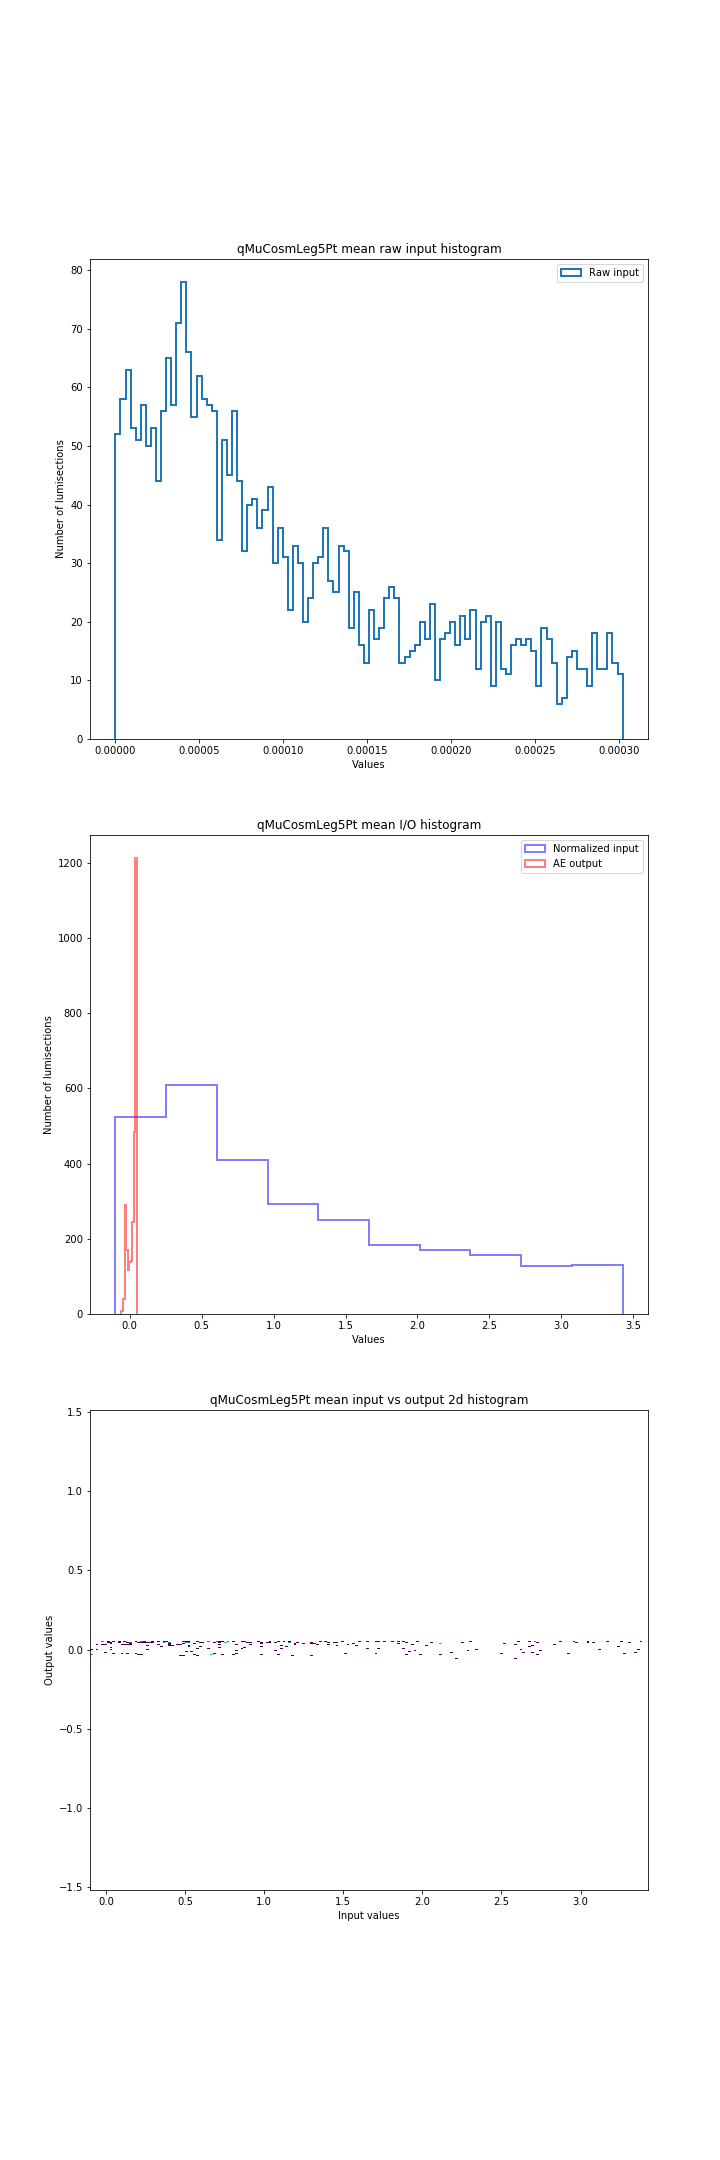 qMuCosmLeg5Pt mean raw input histogram
80
70
60
50
40
30
20
10
0
Number of lumisections
Raw input
0.00000 0.00005 0.00010 0.00015 0.00020 0.00025 0.00030
Values
qMuCosmLeg5Pt mean I/O histogram
1200
1000
800
600
400
200
0
Number of lumisections
Normalized input
AE output
0.0 0.5 1.0 1.5 2.0 2.5 3.0 3.5
Values
qMuCosmLeg5Pt mean input vs output 2d histogram
1.5
1.0
0.5
0.0
−0.5
−1.0
−1.5
Output values
0.0 0.5 1.0 1.5 2.0 2.5 3.0
Input values